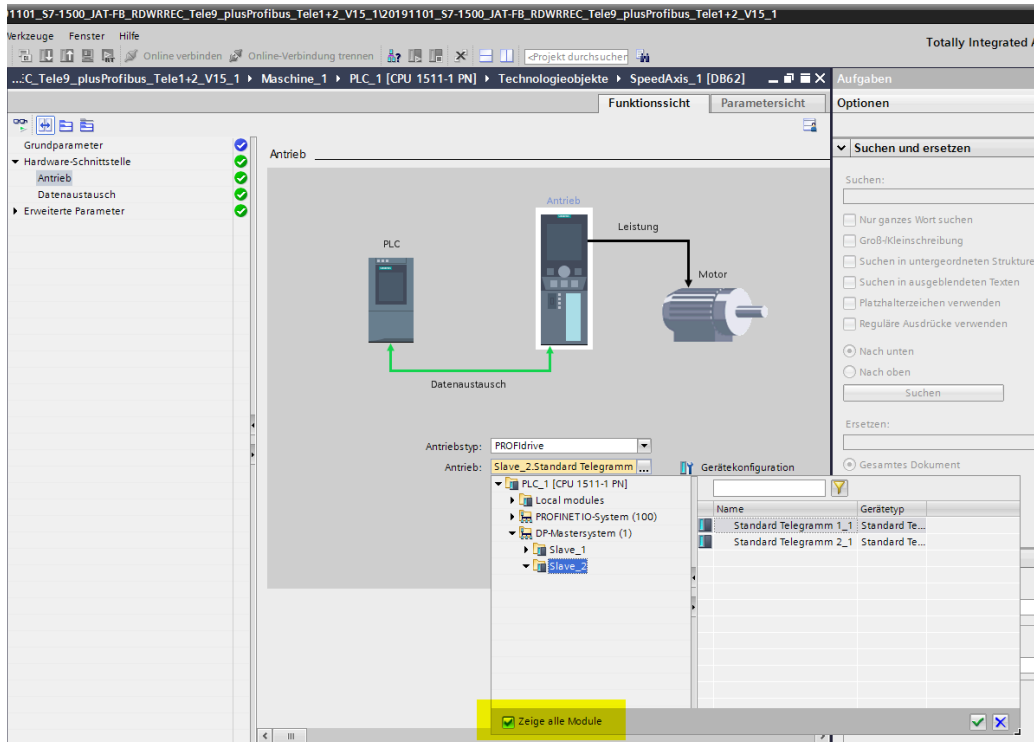 1101_S7-1500_JAT-FB_RDWRREC_Tele9_plusProfibus_Tele1+2_V15_1\20191101_S7-1500_JAT-FB_RDWRREC_Tele9_plusProfibus_Tele1+2_V15_1
Werkzeuge Fenster Hilfe
Totally Integrated A
Online verbinden Online-Verbindung trennen <Projekt durchsuchen
...:C_Tele9_plusProfibus_Tele1+2_V15_1 Maschine_1 PLC_1 [CPU 1511-1 PN] Technologieobjekte SpeedAxis_1 [DB62]
Aufgaben
Funktionssicht Parametersicht
Optionen
Grundparameter
Hardware-Schnittstelle
Antrieb
Datenaustausch
Erweiterte Parameter
Antrieb
Antrieb
PLC
Leistung
Motor
Datenaustausch
Antriebstyp: PROFIdrive
Antrieb: Slave_2.Standard Telegramm ...
Gerätekonfiguration
PLC_1 [CPU 1511-1 PN]
Local modules
PROFINET IO-System (100)
DP-Mastersystem (1)
Slave_1
Slave_2
Name Gerätetyp
Standard Telegramm 1_1 Standard Te...
Standard Telegramm 2_1 Standard Te...
Zeige alle Module
Suchen und ersetzen
Suchen:
Nur ganzes Wort suchen
Groß-/Kleinschreibung
Suchen in untergeordneten Strukture
Suchen in ausgeblendeten Texten
Platzhalterzeichen verwenden
Reguläre Ausdrücke verwenden
Nach unten
Nach oben
Suchen
Ersetzen:
Gesamtes Dokument